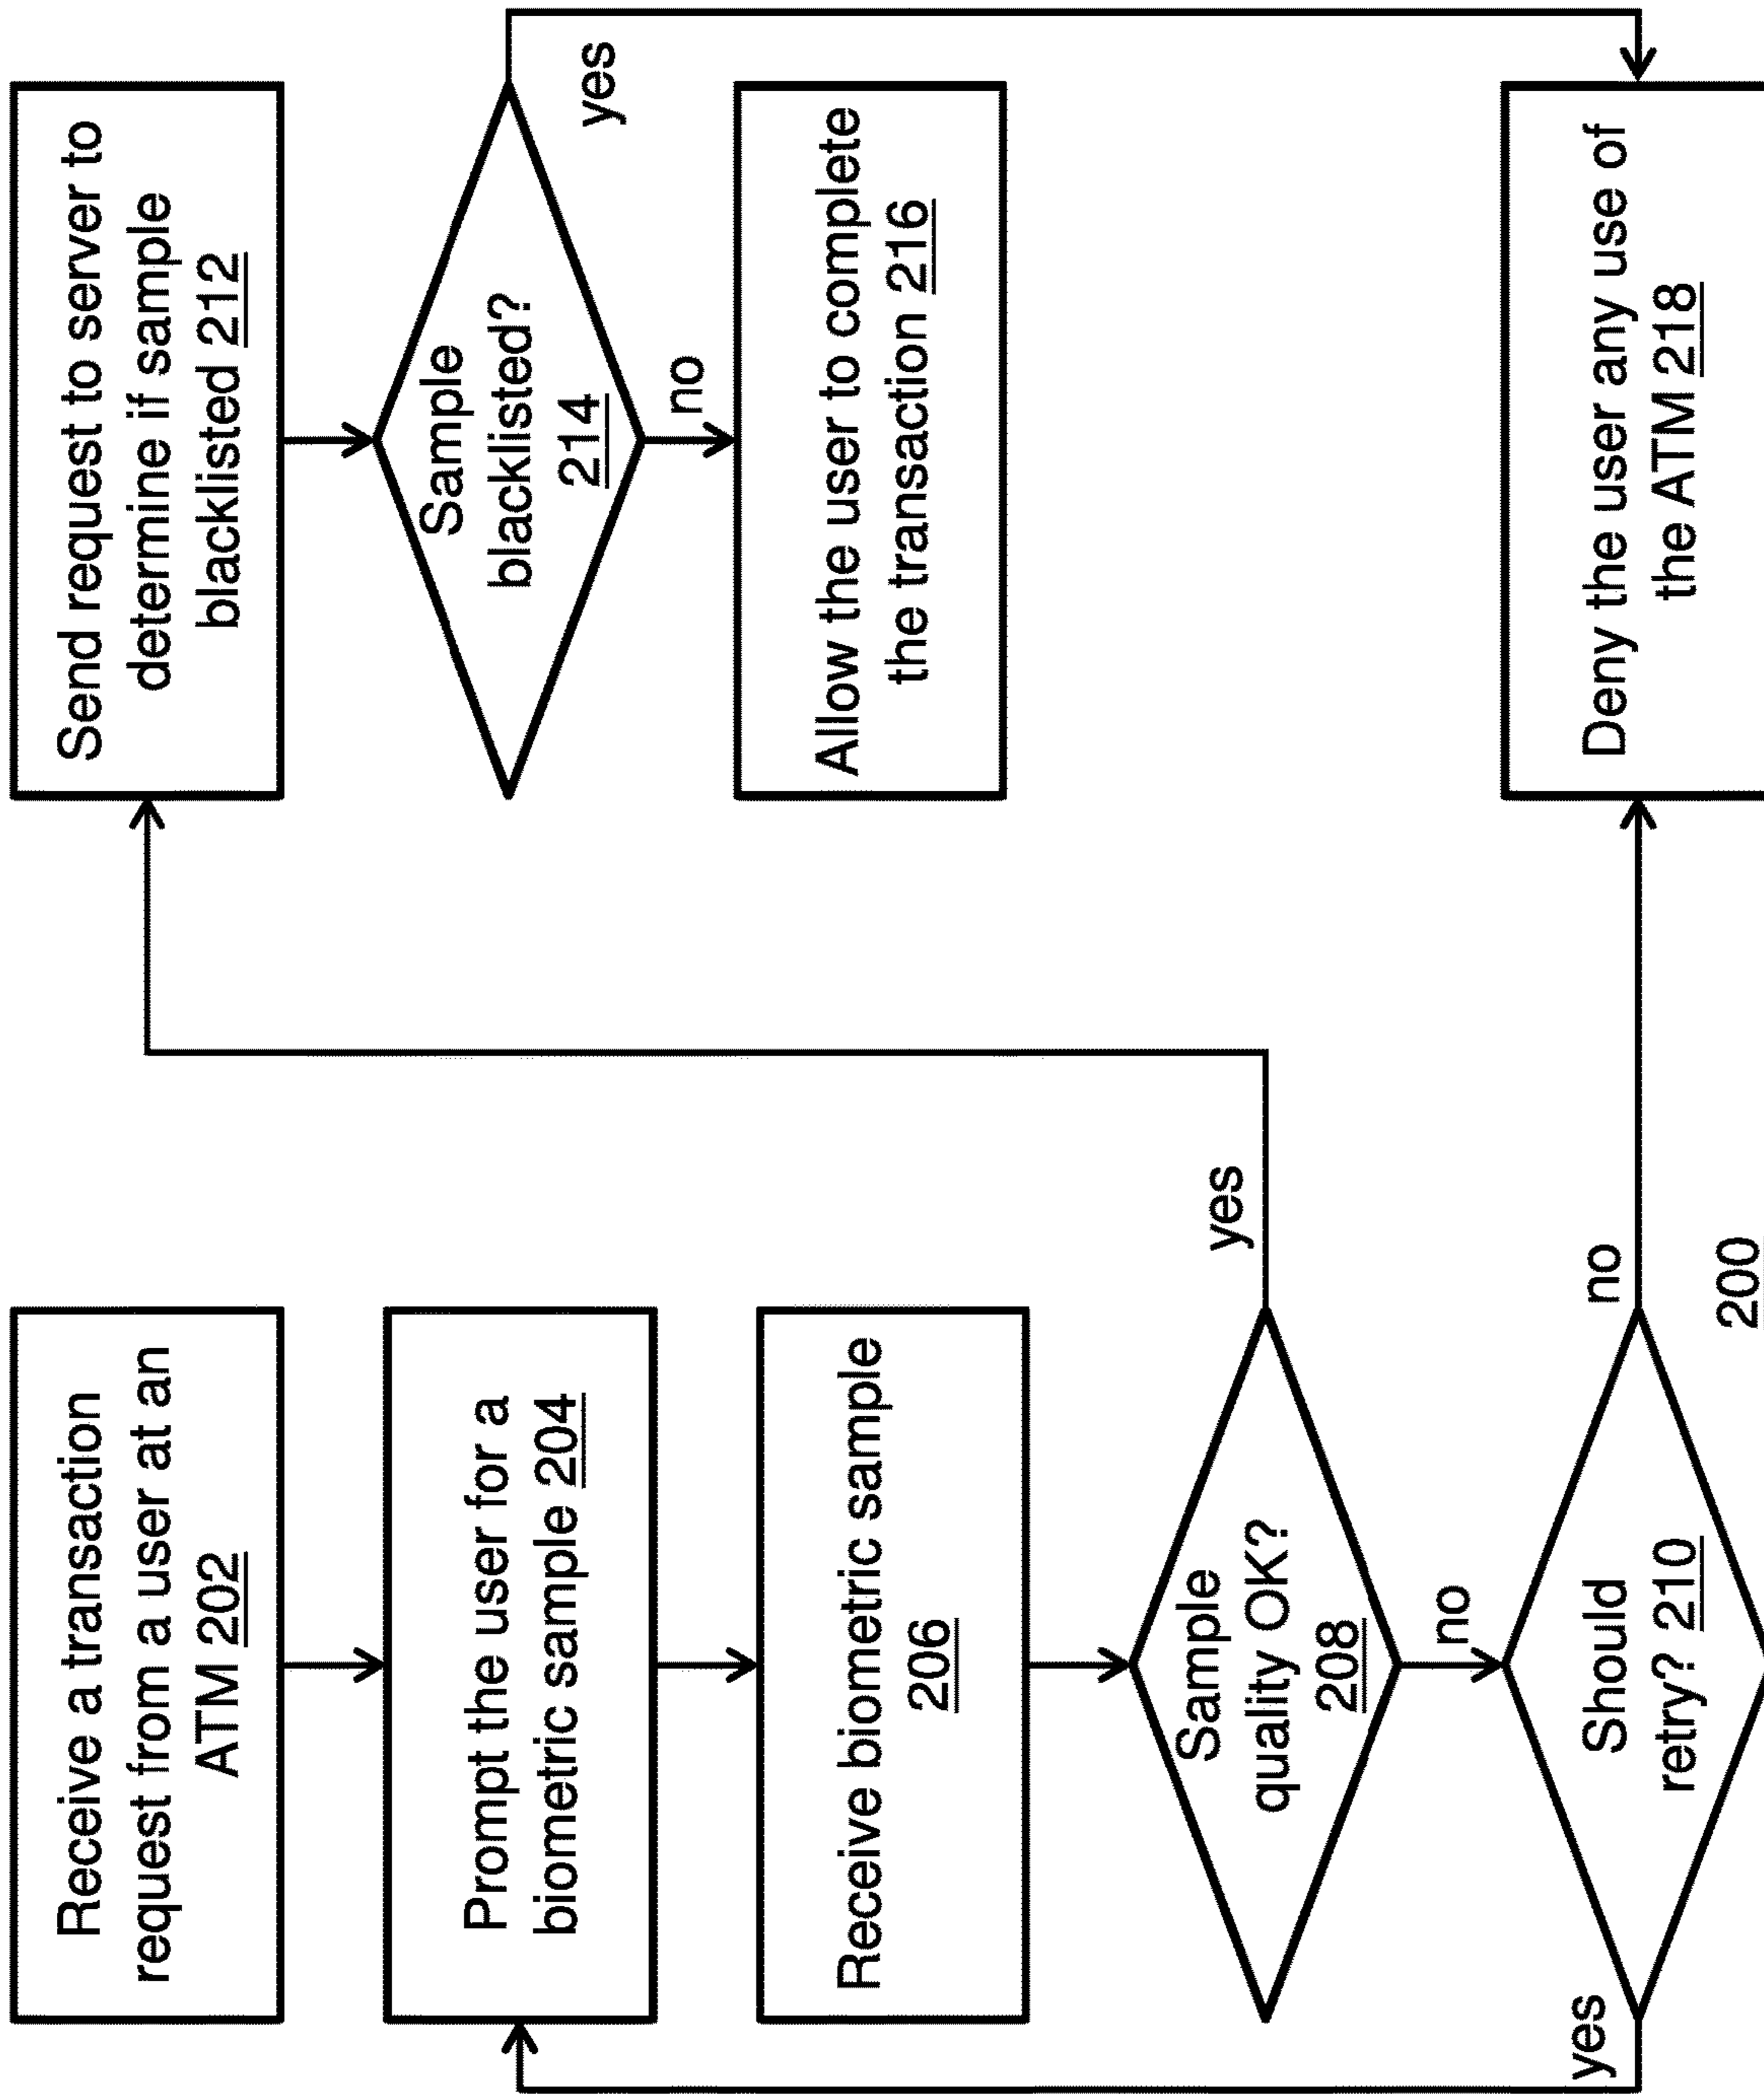 Receive a transaction
request from a user at an
ATM 202
Prompt the user for a
biometric sample 204
Receive biometric sample
206
Sample
quality OK?
208
yes
no
Should
retry? 210
yes
no
Send request to server to
determine if sample
blacklisted 212
Sample
blacklisted?
214
yes
no
Allow the user to complete
the transaction 216
Deny the user any use of
the ATM 218
200